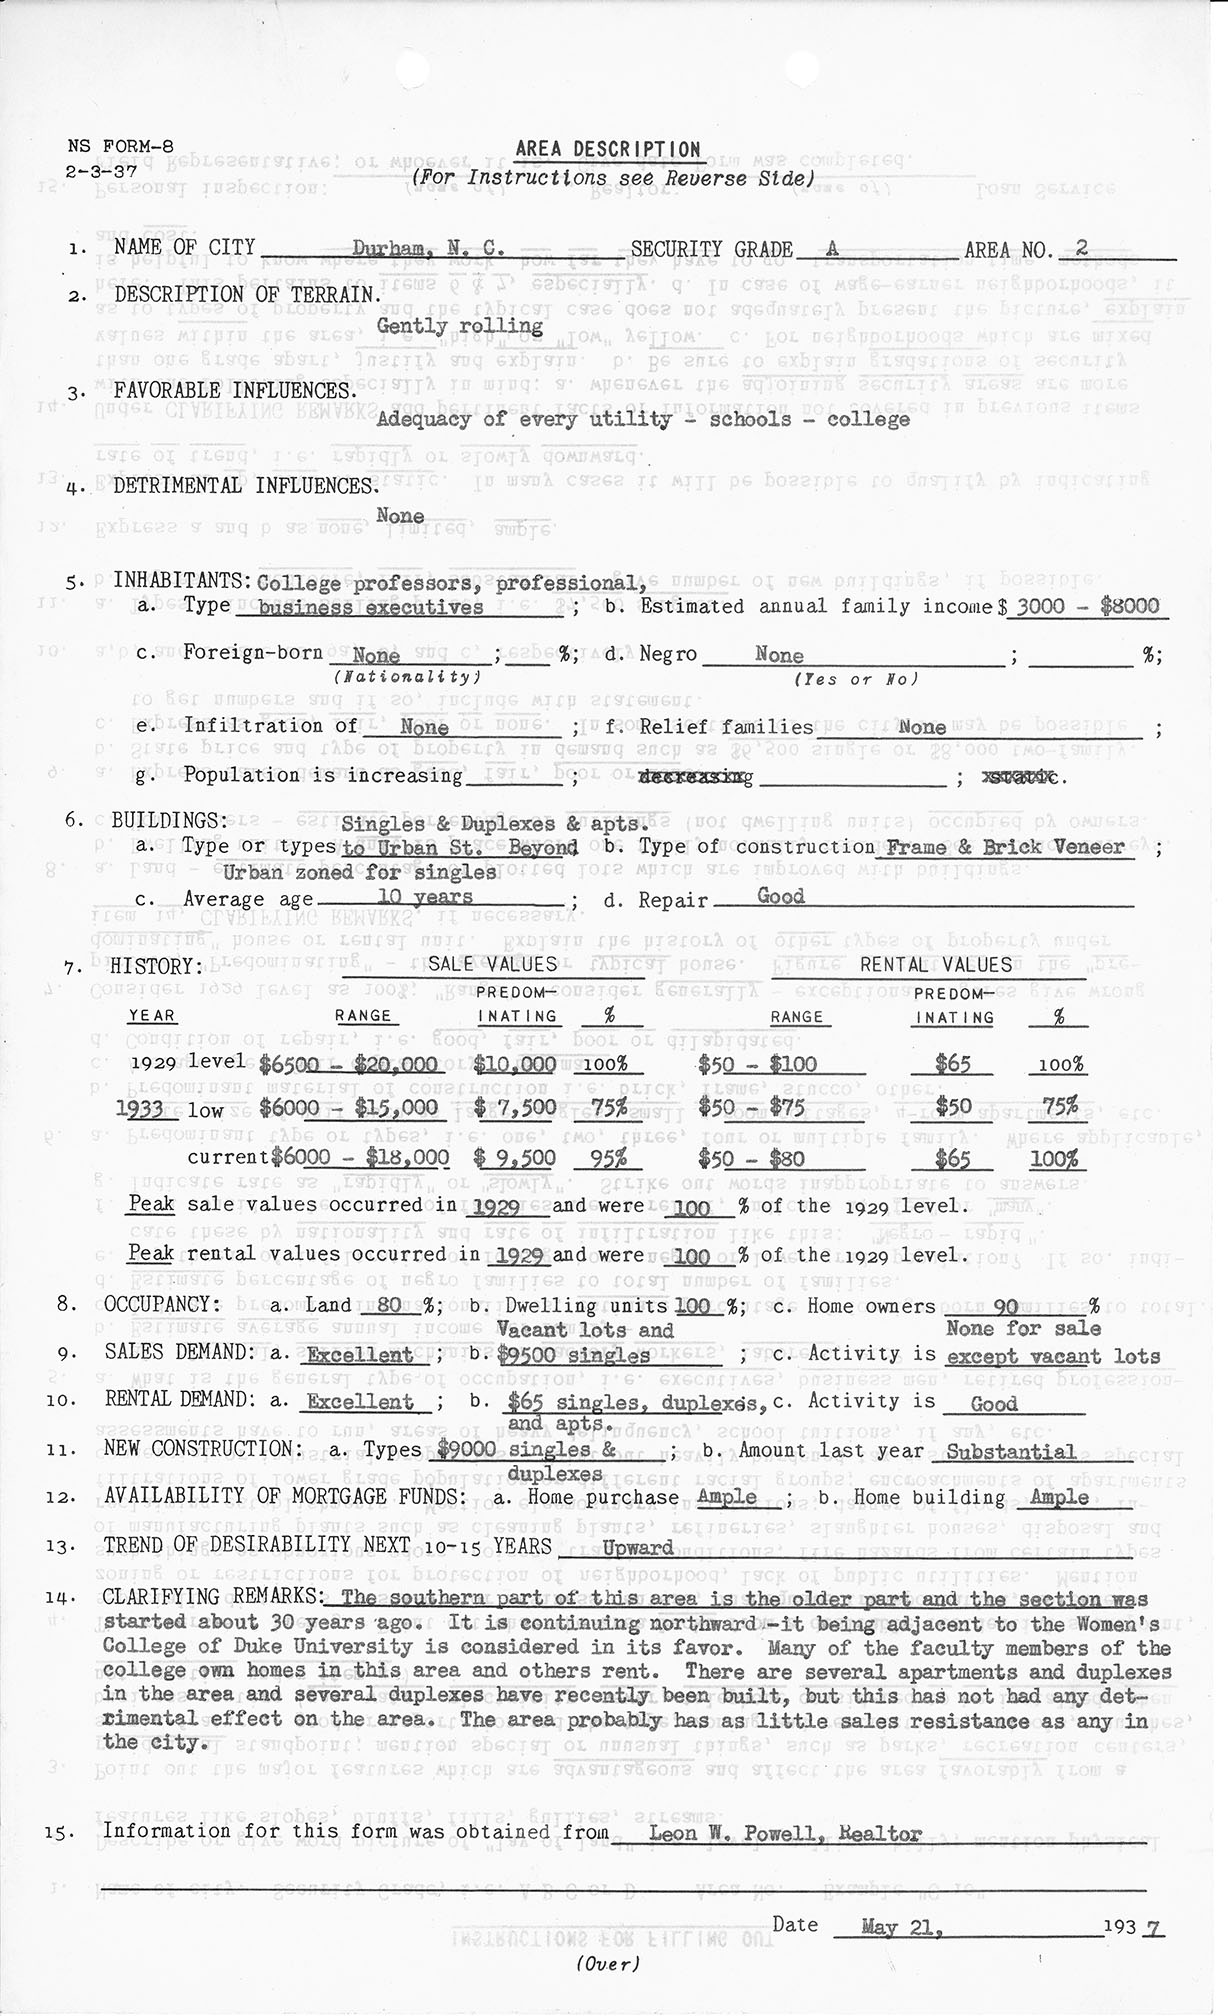 NS FORM-8
2-3-37
AREA DESCRIPTION
(For Instructions see Reverse Side)
1. NAME OF CITY Durham, N. C. SECURITY GRADE A AREA NO. 2
2. DESCRIPTION OF TERRAIN.
Gently rolling
3. FAVORABLE INFLUENCES.
Adequacy of every utility - schools - college
4. DETRIMENTAL INFLUENCES.
None
5. INHABITANTS: College professors, professional,
a. Type business executives ; b. Estimated annual family income $ 3000 - $8000
c. Foreign-born None ; %; d. Negro None ; %;
(Nationality) (Yes or No)
e. Infiltration of None ; f. Relief families None ;
g. Population is increasing ; decreasing ; static.
6. BUILDINGS: Singles & Duplexes & apts.
a. Type or types to Urban St. Beyond b. Type of construction Frame & Brick Veneer ;
Urban zoned for singles
c. Average age 10 years ; d. Repair Good
7. HISTORY: SALE VALUES RENTAL VALUES
PREDOM- PREDOM-
YEAR RANGE INATING % RANGE INATING %
1929 level $6500 - $20,000 $10,000 100% $50 - $100 $65 100%
1933 low $6000 - $15,000 $ 7,500 75% $50 - $75 $50 75%
current $6000 - $18,000 $ 9,500 95% $50 - $80 $65 100%
Peak sale values occurred in 1929 and were 100 % of the 1929 level.
Peak rental values occurred in 1929 and were 100 % of the 1929 level.
8. OCCUPANCY: a. Land 80 %; b. Dwelling units 100 %; c. Home owners 90 %
Vacant lots and None for sale
9. SALES DEMAND: a. Excellent ; b. $9500 singles ; c. Activity is except vacant lots
10. RENTAL DEMAND: a. Excellent ; b. $65 singles, duplexes, c. Activity is Good
and apts.
11. NEW CONSTRUCTION: a. Types $9000 singles & ; b. Amount last year Substantial
duplexes
12. AVAILABILITY OF MORTGAGE FUNDS: a. Home purchase Ample ; b. Home building Ample
13. TREND OF DESIRABILITY NEXT 10-15 YEARS Upward
14. CLARIFYING REMARKS: The southern part of this area is the older part and the section was
started about 30 years ago. It is continuing northward--it being adjacent to the Women's
College of Duke University is considered in its favor. Many of the faculty members of the
college own homes in this area and others rent. There are several apartments and duplexes
in the area and several duplexes have recently been built, but this has not had any det-
rimental effect on the area. The area probably has as little sales resistance as any in
the city.
15. Information for this form was obtained from Leon W. Powell, Realtor
Date May 21, 1937
(Over)